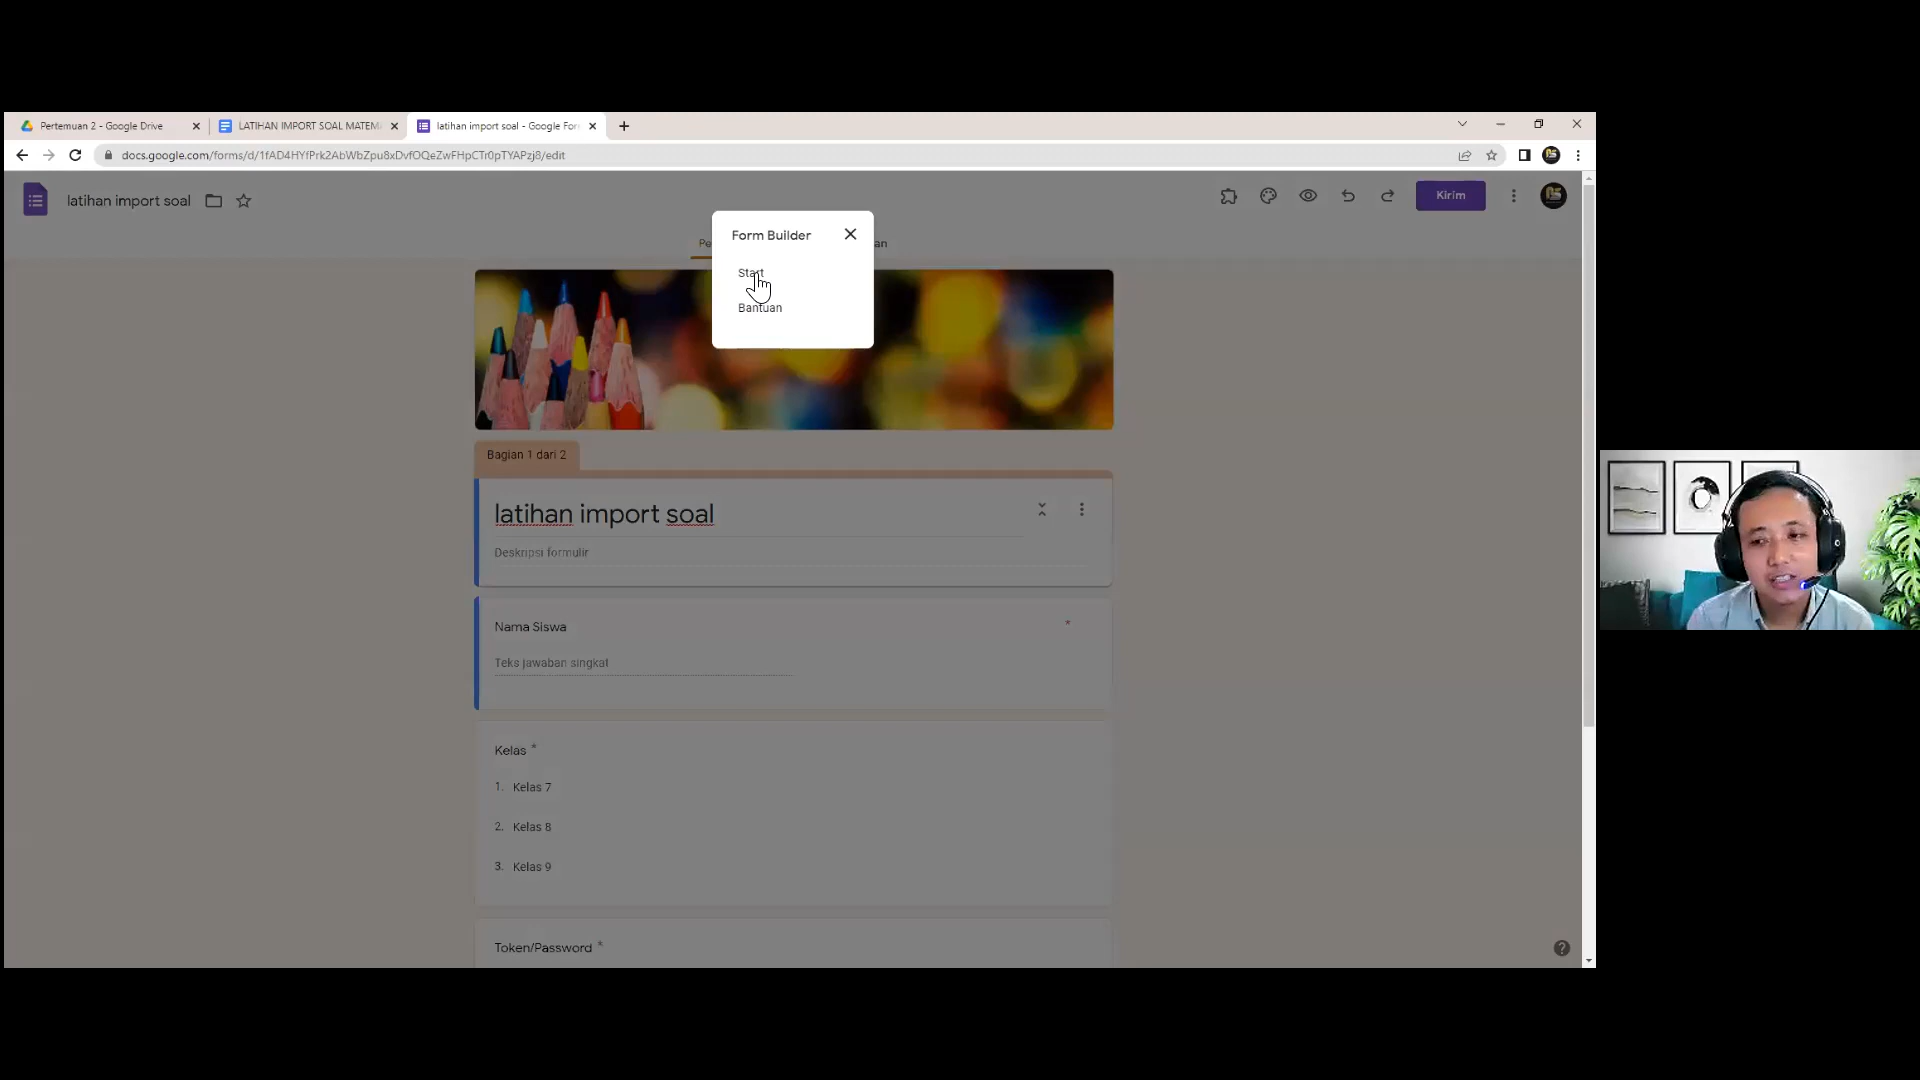 Pertemuan 2 - Google Drive
LATIHAN IMPORT SOAL MATEM
latihan import soal - Google For
docs.google.com/forms/d/1fAD4HYfPrk2AbWbZpu8xDvfOQeZwFHpCTr0pTYAPzj8/edit
latihan import soal
Kirim
Form Builder
Pe
an
Start
Bantuan
Bagian 1 dari 2
latihan import soal
Deskripsi formulir
Nama Siswa
*
Teks jawaban singkat
Kelas *
1. Kelas 7
2. Kelas 8
3. Kelas 9
Token/Password *